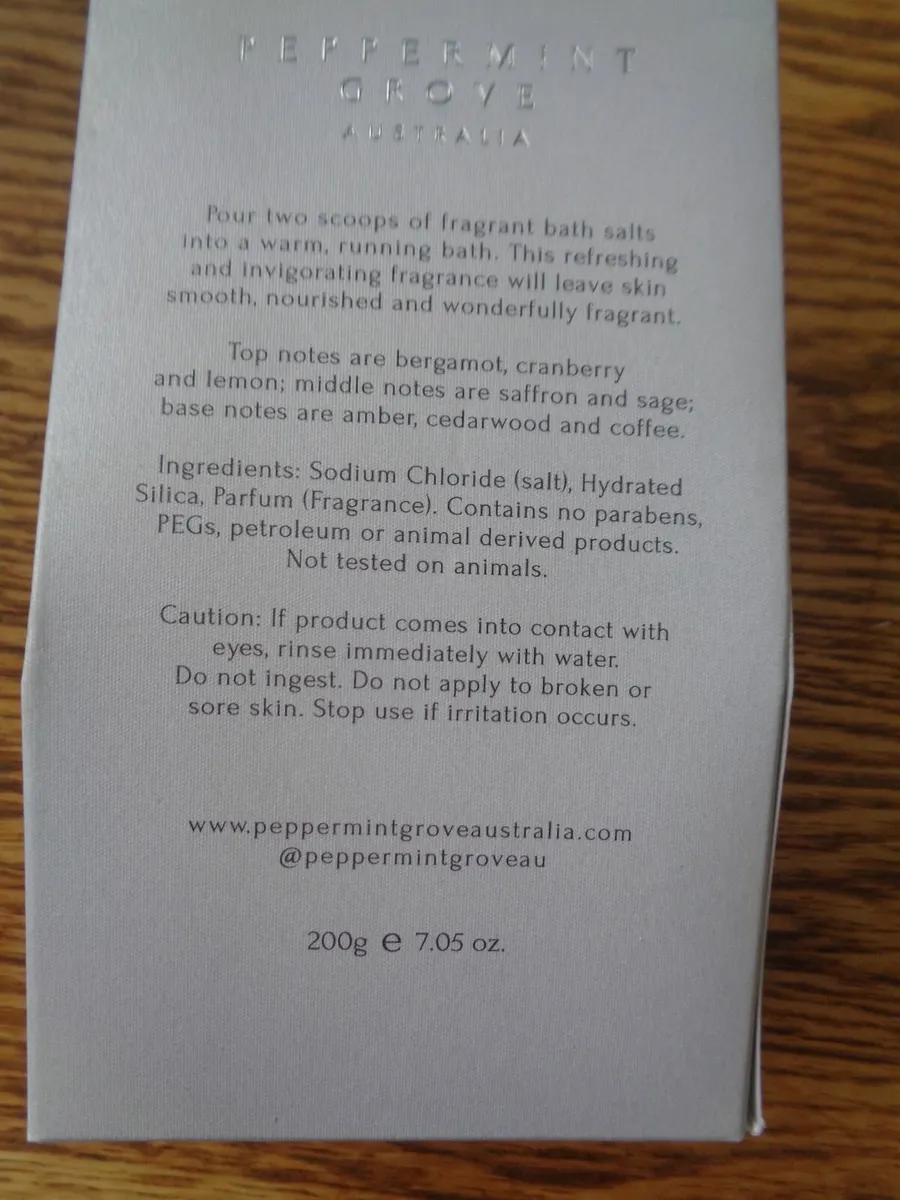 PEPPERMINT
GROVE
AUSTRALIA
Pour two scoops of fragrant bath salts
into a warm, running bath. This refreshing
and invigorating fragrance will leave skin
smooth, nourished and wonderfully fragrant.
Top notes are bergamot, cranberry
and lemon; middle notes are saffron and sage;
base notes are amber, cedarwood and coffee.
Ingredients: Sodium Chloride (salt), Hydrated
Silica, Parfum (Fragrance). Contains no parabens,
PEGs, petroleum or animal derived products.
Not tested on animals.
Caution: If product comes into contact with
eyes, rinse immediately with water.
Do not ingest. Do not apply to broken or
sore skin. Stop use if irritation occurs.
www.peppermintgroveaustralia.com
@peppermintgroveau
200g e 7.05 oz.